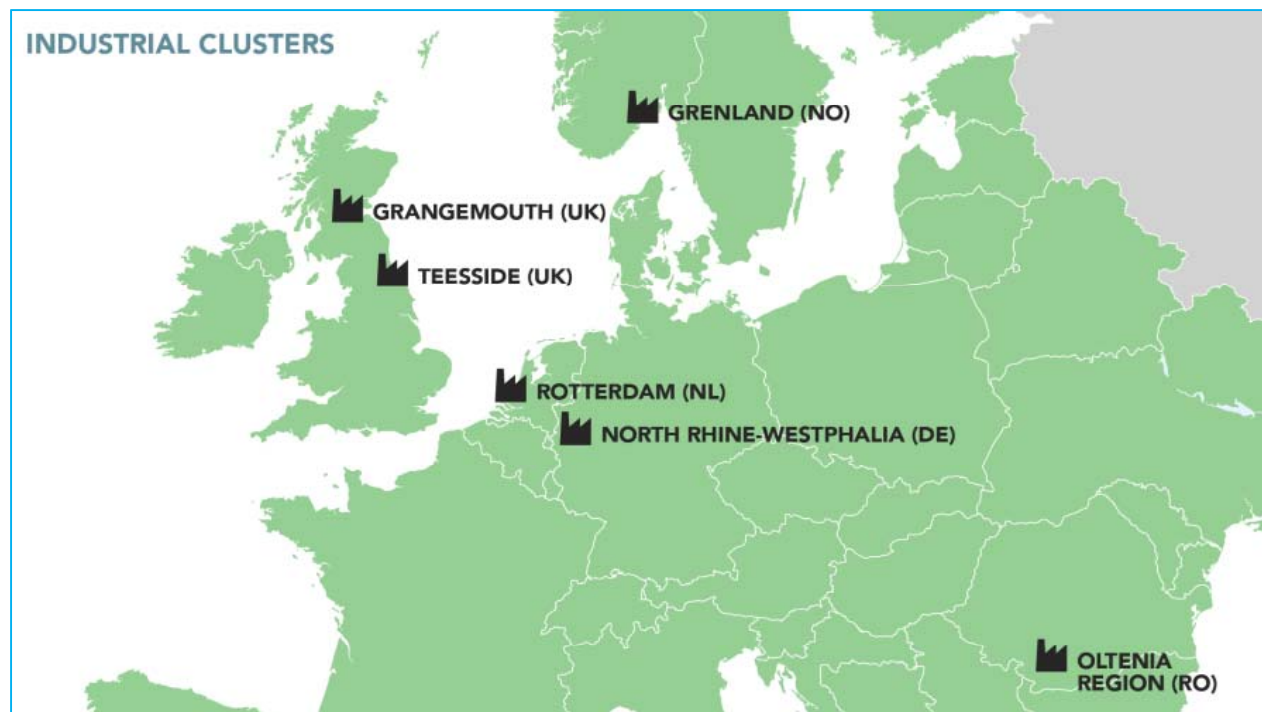 INDUSTRIAL CLUSTERS
GRENLAND (NO)
GRANGEMOUTH (UK)
TEESSIDE (UK)
ROTTERDAM (NL)
NORTH RHINE-WESTPHALIA (DE)
OLTENIA
REGION (RO)